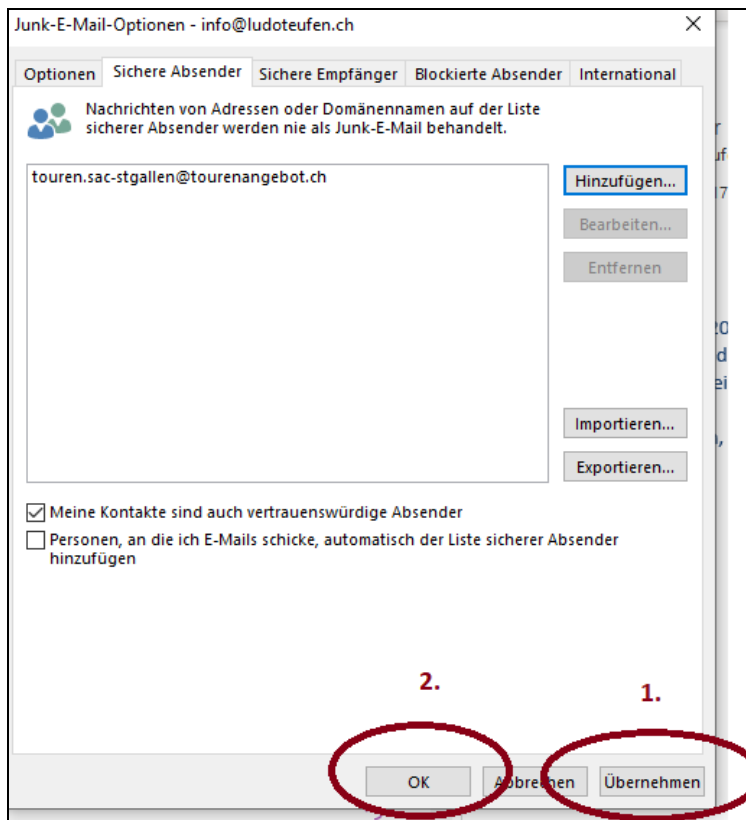 Junk-E-Mail-Optionen - info@ludoteufen.ch
Optionen Sichere Absender Sichere Empfänger Blockierte Absender International
Nachrichten von Adressen oder Domänennamen auf der Liste
sicherer Absender werden nie als Junk-E-Mail behandelt.
touren.sac-stgallen@tourenangebot.ch
Hinzufügen...
Bearbeiten...
Entfernen
Importieren...
Exportieren...
Meine Kontakte sind auch vertrauenswürdige Absender
Personen, an die ich E-Mails schicke, automatisch der Liste sicherer Absender
hinzufügen
2.
1.
OK Abbrechen Übernehmen